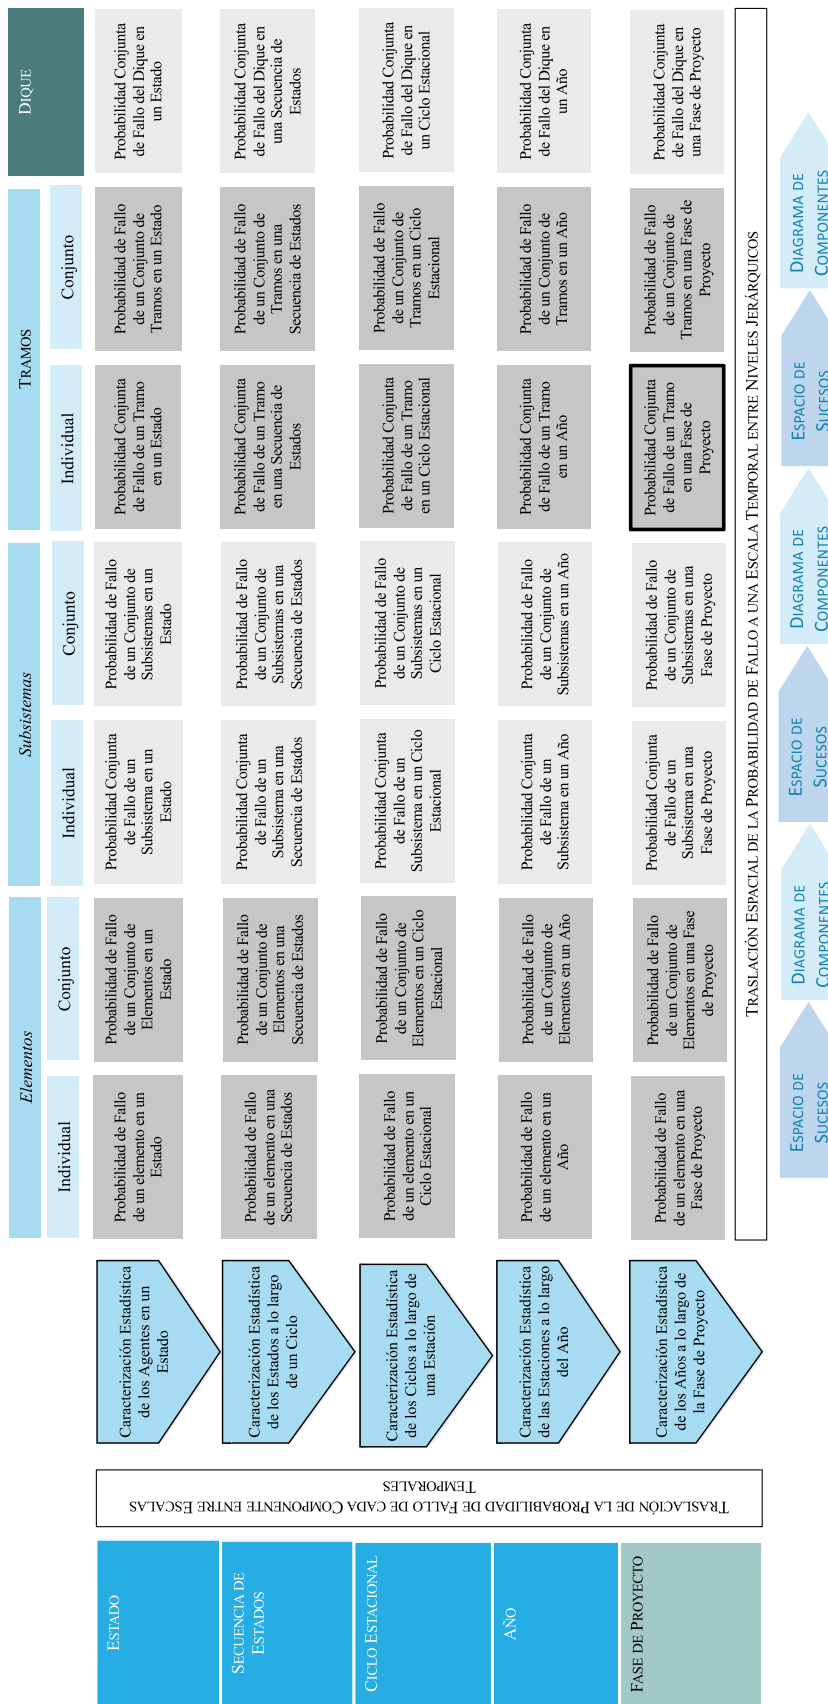 Elementos
Subsistemas
TRAMOS
DIQUE
Individual
Conjunto
Individual
Conjunto
Individual
Conjunto
ESTADO
Caracterización Estadística
de los Agentes en un
Estado
Probabilidad de Fallo
de un elemento en un
Estado
Probabilidad de Fallo
de un Conjunto de
Elementos en un
Estado
Probabilidad Conjunta
de Fallo de un
Subsistema en un
Estado
Probabilidad de Fallo
de un Conjunto de
Subsistemas en un
Estado
Probabilidad Conjunta
de Fallo de un Tramo
en un Estado
Probabilidad de Fallo
de un Conjunto de
Tramos en un Estado
Probabilidad Conjunta
de Fallo del Dique en
un Estado
SECUENCIA DE
ESTADOS
Caracterización Estadística
de los Estados a lo largo
de un Ciclo
Probabilidad de Fallo
de un elemento en una
Secuencia de Estados
Probabilidad de Fallo
de un Conjunto de
Elementos en una
Secuencia de Estados
Probabilidad Conjunta
de Fallo de un
Subsistema en una
Secuencia de Estados
Probabilidad de Fallo
de un Conjunto de
Subsistemas en una
Secuencia de Estados
Probabilidad Conjunta
de Fallo de un Tramo
en una Secuencia de
Estados
Probabilidad de Fallo
de un Conjunto de
Tramos en una
Secuencia de Estados
Probabilidad Conjunta
de Fallo del Dique en
una Secuencia de
Estados
CICLO ESTACIONAL
Caracterización Estadística
de los Ciclos a lo largo de
una Estación
Probabilidad de Fallo
de un elemento en un
Ciclo Estacional
Probabilidad de Fallo
de un Conjunto de
Elementos en un Ciclo
Estacional
Probabilidad Conjunta
de Fallo de un
Subsistema en un Ciclo
Estacional
Probabilidad de Fallo
de un Conjunto de
Subsistemas en un
Ciclo Estacional
Probabilidad Conjunta
de Fallo de un Tramo
en un Ciclo Estacional
Probabilidad de Fallo
de un Conjunto de
Tramos en un Ciclo
Estacional
Probabilidad Conjunta
de Fallo del Dique en
un Ciclo Estacional
AÑO
Caracterización Estadística
de las Estaciones a lo largo
del Año
Probabilidad de Fallo
de un elemento en un
Año
Probabilidad de Fallo
de un Conjunto de
Elementos en un Año
Probabilidad Conjunta
de Fallo de un
Subsistema en un Año
Probabilidad de Fallo
de un Conjunto de
Subsistemas en un Año
Probabilidad Conjunta
de Fallo de un Tramo
en un Año
Probabilidad de Fallo
de un Conjunto de
Tramos en un Año
Probabilidad Conjunta
de Fallo del Dique en
un Año
FASE DE PROYECTO
Caracterización Estadística
de los Años a lo largo de
la Fase de Proyecto
Probabilidad de Fallo
de un elemento en una
Fase de Proyecto
Probabilidad de Fallo
de un Conjunto de
Elementos en una Fase
de Proyecto
Probabilidad Conjunta
de Fallo de un
Subsistema en una
Fase de Proyecto
Probabilidad de Fallo
de un Conjunto de
Subsistemas en una
Fase de Proyecto
Probabilidad Conjunta
de Fallo de un Tramo
en una Fase de
Proyecto
Probabilidad de Fallo
de un Conjunto de
Tramos en una Fase de
Proyecto
Probabilidad Conjunta
de Fallo del Dique en
una Fase de Proyecto
TRASLACIÓN DE LA PROBABILIDAD DE FALLO DE CADA COMPONENTE ENTRE ESCALAS
TEMPORALES
TRASLACIÓN ESPACIAL DE LA PROBABILIDAD DE FALLO A UNA ESCALA TEMPORAL ENTRE NIVELES JERÁRQUICOS
ESPACIO DE
SUCESOS
DIAGRAMA DE
COMPONENTES
ESPACIO DE
SUCESOS
DIAGRAMA DE
COMPONENTES
ESPACIO DE
SUCESOS
DIAGRAMA DE
COMPONENTES